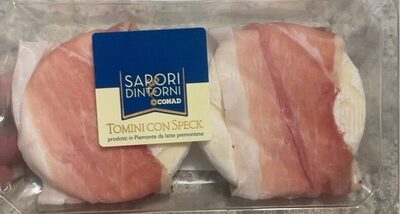 SAPORI
DINTORNI
CONAD
TOMINI CON SPECK
prodotti in Piemonte da latte piemontese